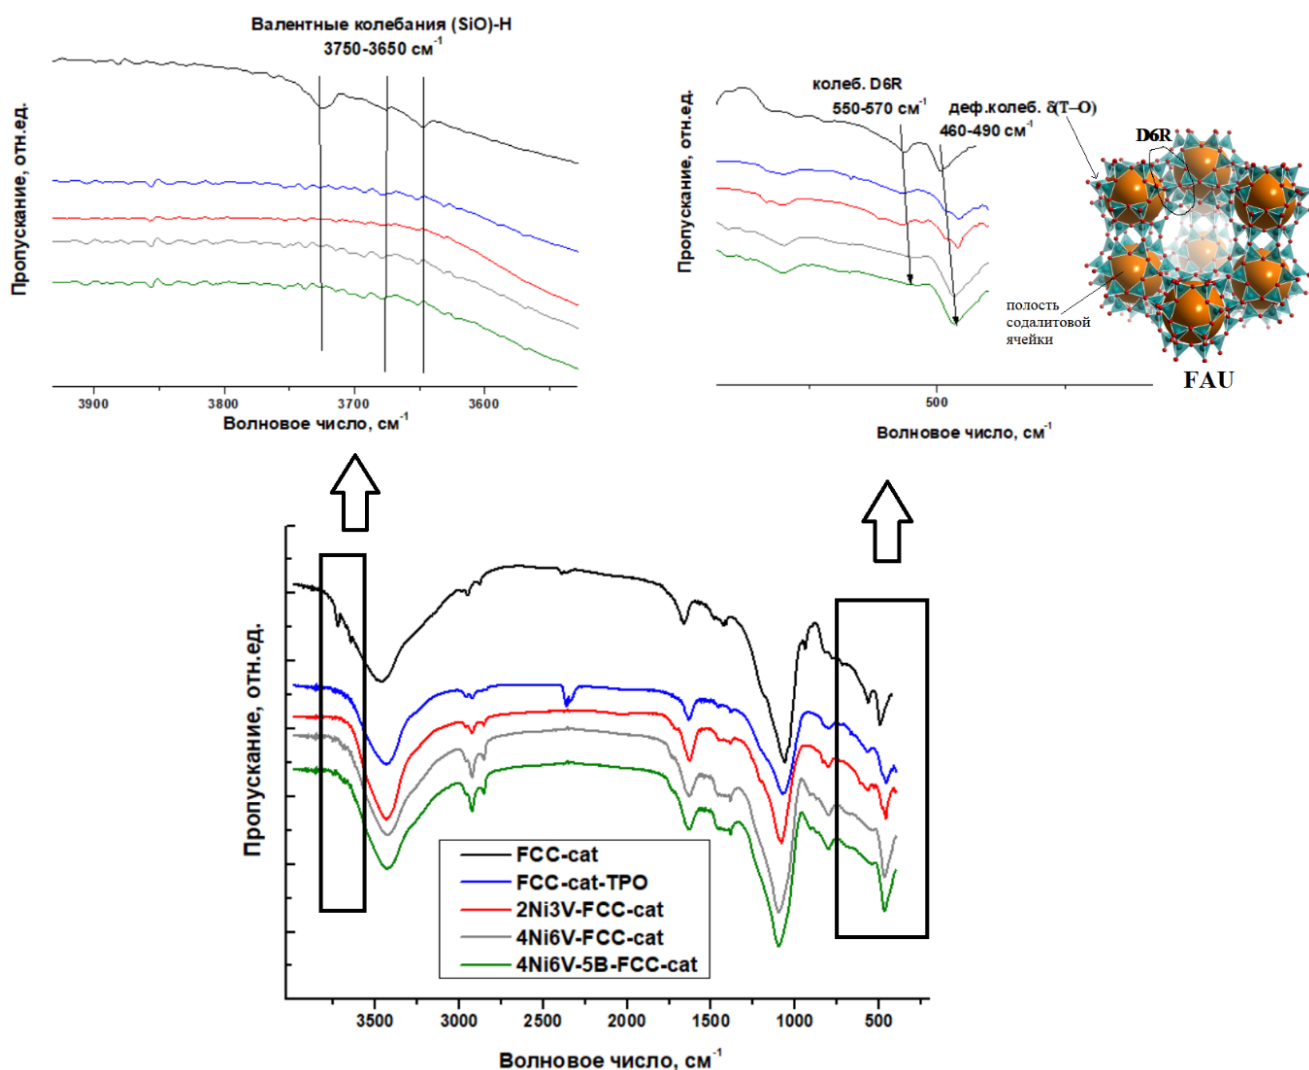 Валентные колебания (SiO)-H
3750-3650 см⁻¹
Пропускание, отн.ед.
3900
3800
3700
3600
Волновое число, см⁻¹
колеб. D6R
550-570 см⁻¹
деф.колеб. δ(T–O)
460-490 см⁻¹
D6R
Пропускание, отн.ед.
полость
содалитовой
ячейки
FAU
500
Волновое число, см⁻¹
Пропускание, отн.ед.
FCC-cat
FCC-cat-TPO
2Ni3V-FCC-cat
4Ni6V-FCC-cat
4Ni6V-5B-FCC-cat
3500
3000
2500
2000
1500
1000
500
Волновое число, см⁻¹